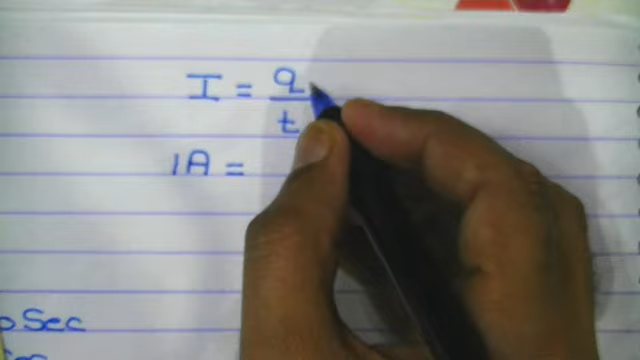 I = q/t
1A =
Sec